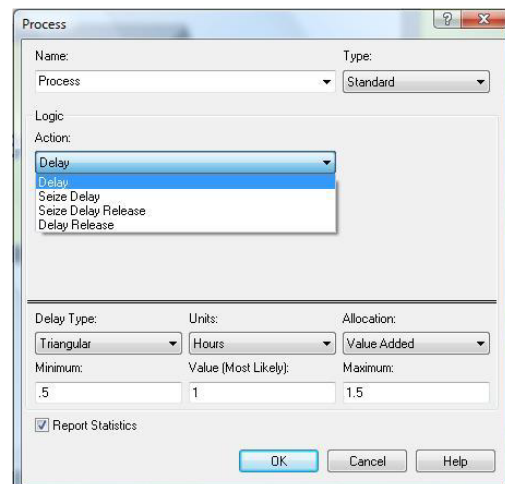 Process
Name: Type:
Process Standard
Logic
Action:
Delay
Delay
Seize Delay
Seize Delay Release
Delay Release
Delay Type: Units: Allocation:
Triangular Hours Value Added
Minimum: Value (Most Likely): Maximum:
.5 1 1.5
Report Statistics
OK Cancel Help